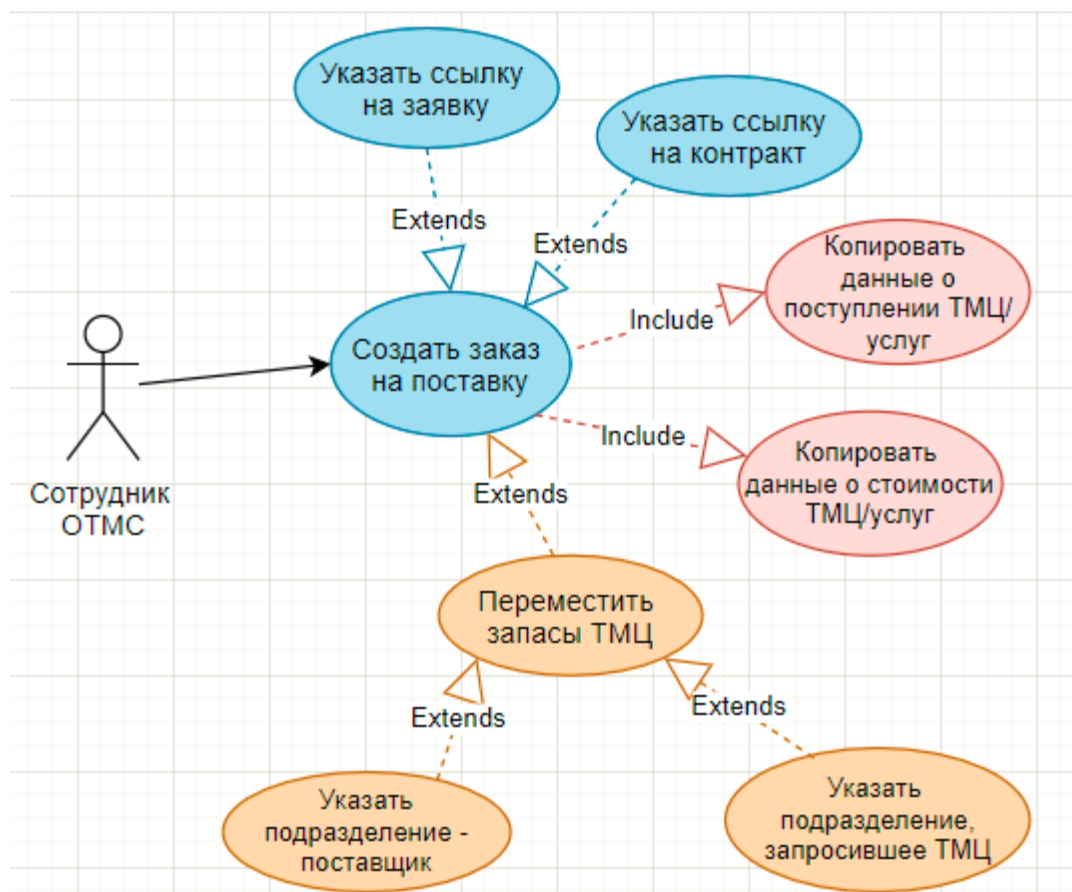 Указать ссылку
на заявку
Указать ссылку
на контракт
Extends
Extends
Копировать
данные о
поступлении ТМЦ/
услуг
Include
Создать заказ
на поставку
Include
Копировать
данные о стоимости
ТМЦ/услуг
Сотрудник
ОТМС
Extends
Переместить
запасы ТМЦ
Extends
Extends
Указать
подразделение -
поставщик
Указать
подразделение,
запросившее ТМЦ